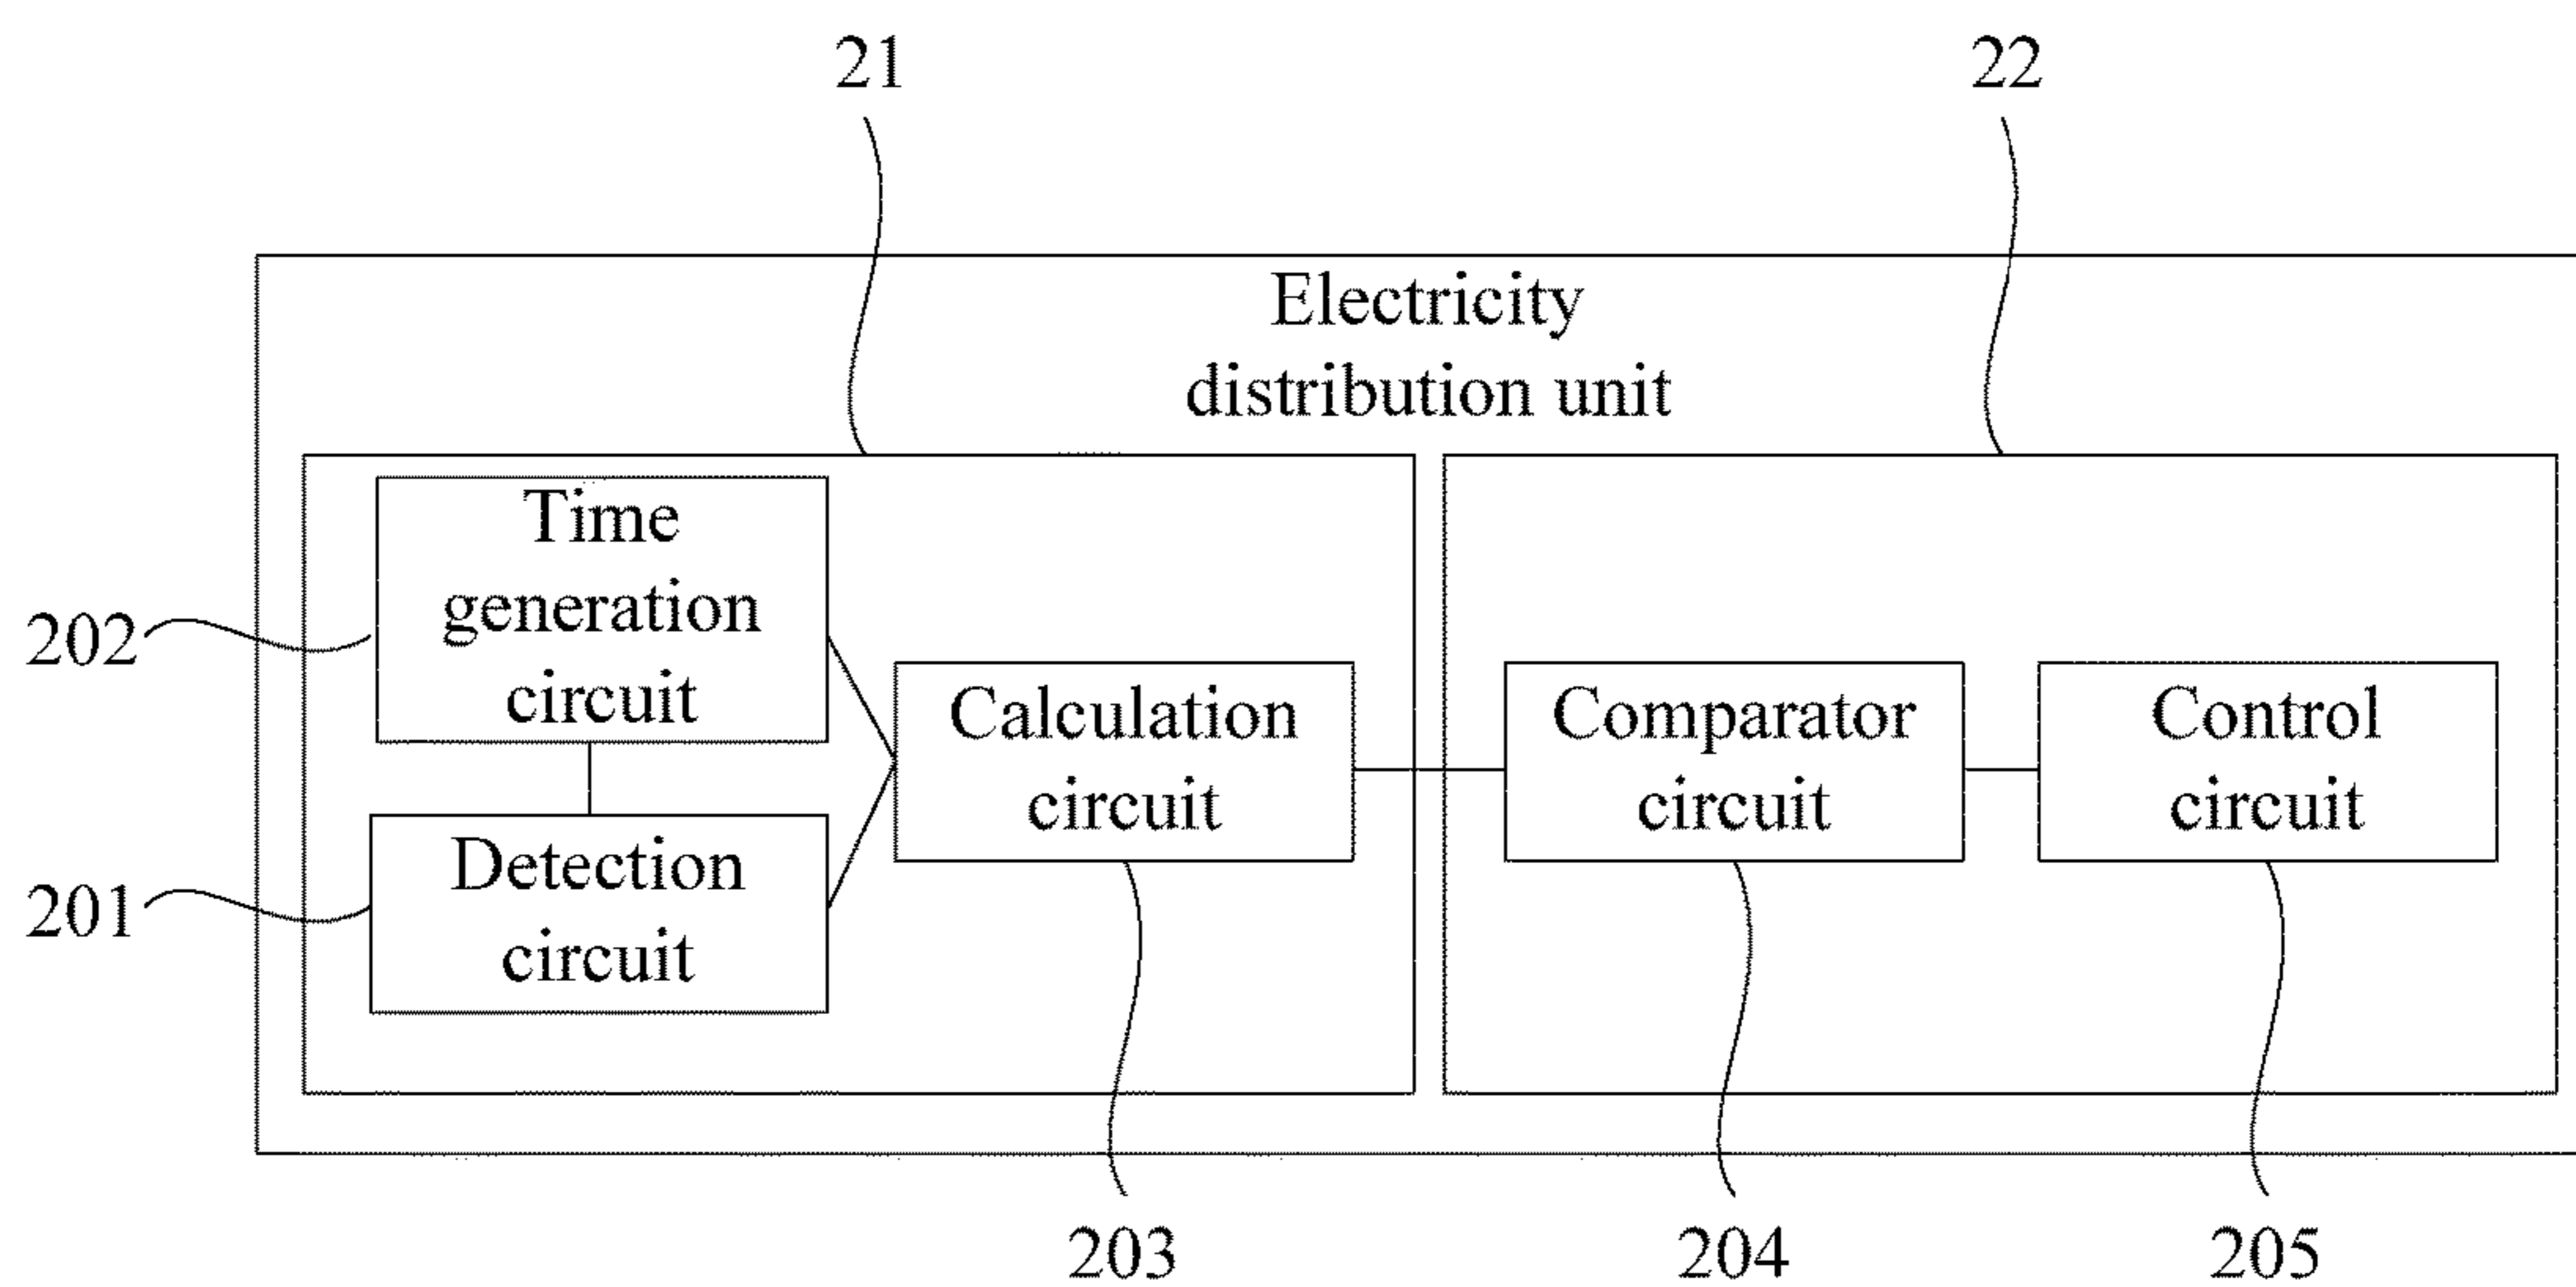 21
22
Electricity
distribution unit
Time
generation
circuit
202
Calculation
circuit
Comparator
circuit
Control
circuit
Detection
circuit
201
203
204
205